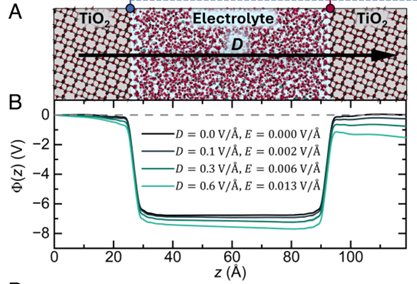 A
TiO2 Electrolyte TiO2
D
B
0
−2
−4
−6
−8
Φ(z) (V)
D = 0.0 V/Å, E = 0.000 V/Å
D = 0.1 V/Å, E = 0.002 V/Å
D = 0.3 V/Å, E = 0.006 V/Å
D = 0.6 V/Å, E = 0.013 V/Å
0 20 40 60 80 100
z (Å)